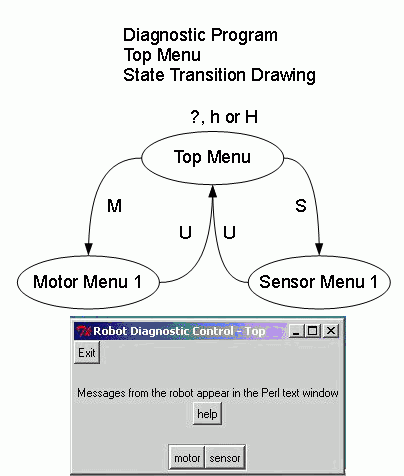 Diagnostic Program
Top Menu
State Transition Drawing
?, h or H
Top Menu
M
S
U
U
Motor Menu 1
Sensor Menu 1
Robot Diagnostic Control - Top
Exit
Messages from the robot appear in the Perl text window
help
motor
sensor